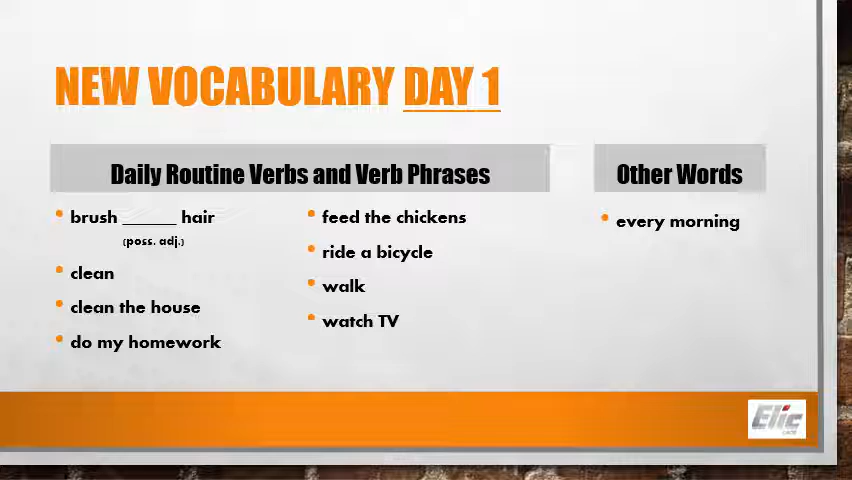 NEW VOCABULARY DAY 1
Daily Routine Verbs and Verb Phrases
• brush ______ hair
(poss. adj.)
• clean
• clean the house
• do my homework
• feed the chickens
• ride a bicycle
• walk
• watch TV
Other Words
• every morning
Elic